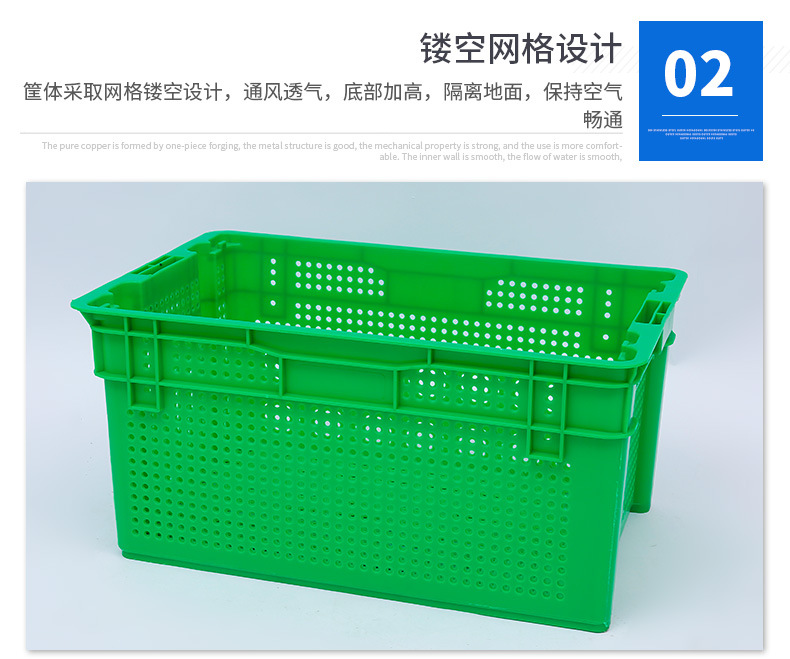 镂空网格设计
02
筐体采取网格镂空设计，通风透气，底部加高，隔离地面，保持空气
畅通
The pure copper is formed by one-piece forging, the metal structure is good, the mechanical property is strong, and the use is more comfort-
able. The inner wall is smooth, the flow of water is smooth,